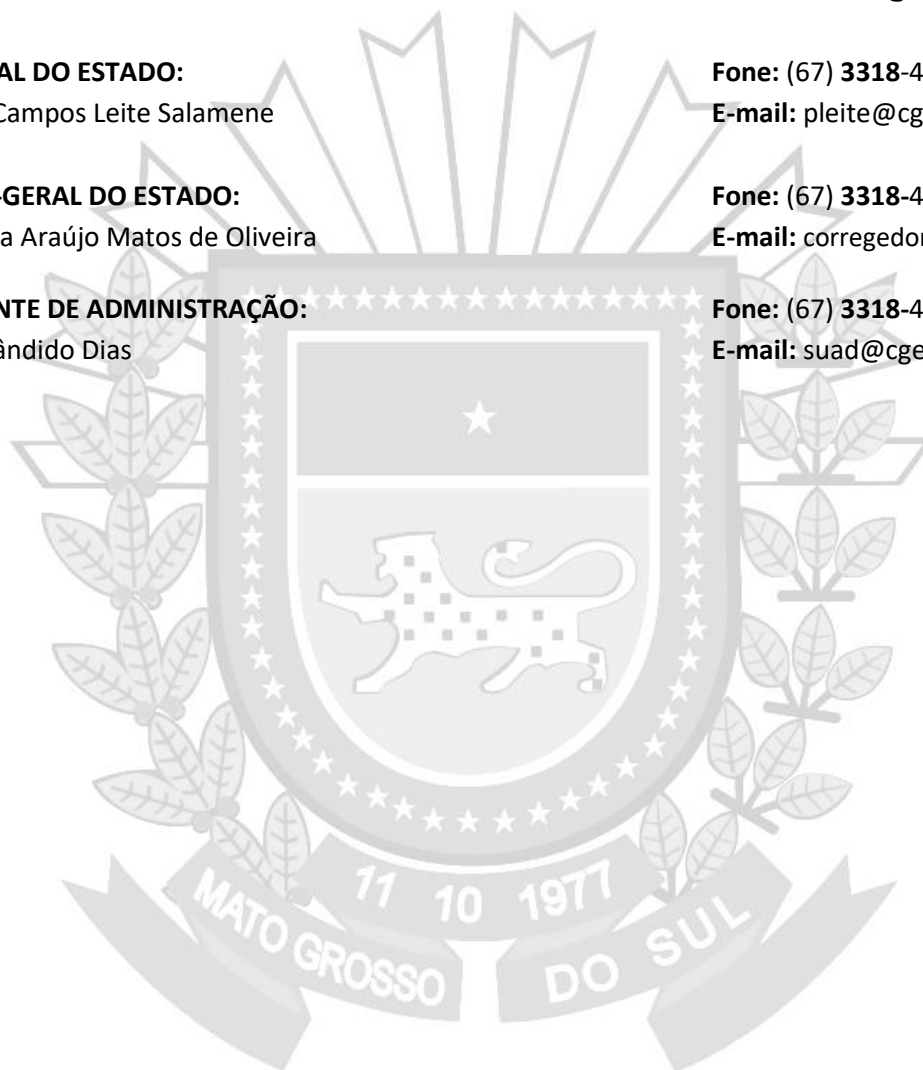 AL DO ESTADO:
Fone: (67) 3318-4
Campos Leite Salamene
E-mail: pleite@cg
-GERAL DO ESTADO:
Fone: (67) 3318-4
a Araújo Matos de Oliveira
E-mail: corregedor
NTE DE ADMINISTRAÇÃO:
Fone: (67) 3318-4
ândido Dias
E-mail: suad@cge
11 10 1977
MATO GROSSO DO SUL